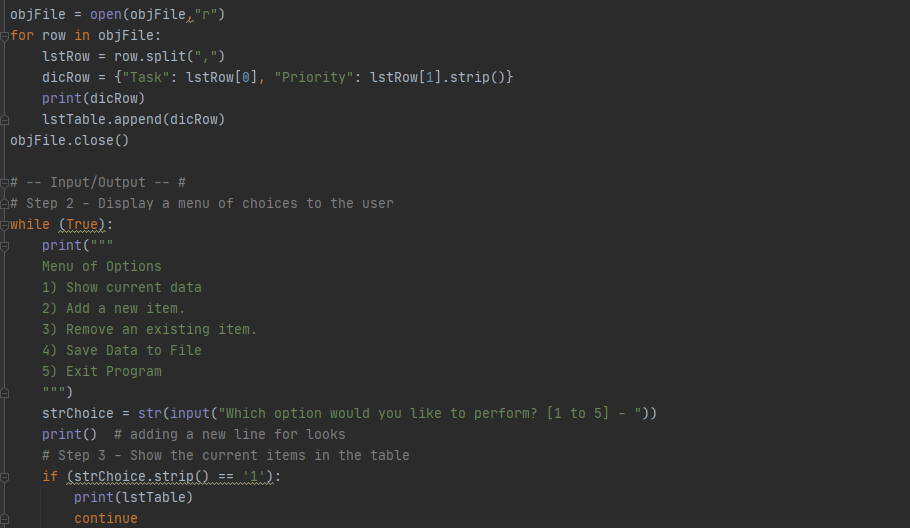 objFile = open(objFile,"r")
for row in objFile:
    lstRow = row.split(",")
    dicRow = {"Task": lstRow[0], "Priority": lstRow[1].strip()}
    print(dicRow)
    lstTable.append(dicRow)
objFile.close()

# -- Input/Output -- #
# Step 2 - Display a menu of choices to the user
while (True):
    print("""
    Menu of Options
    1) Show current data
    2) Add a new item.
    3) Remove an existing item.
    4) Save Data to File
    5) Exit Program
    """)
    strChoice = str(input("Which option would you like to perform? [1 to 5] - "))
    print()  # adding a new line for looks
    # Step 3 - Show the current items in the table
    if (strChoice.strip() == '1'):
        print(lstTable)
        continue